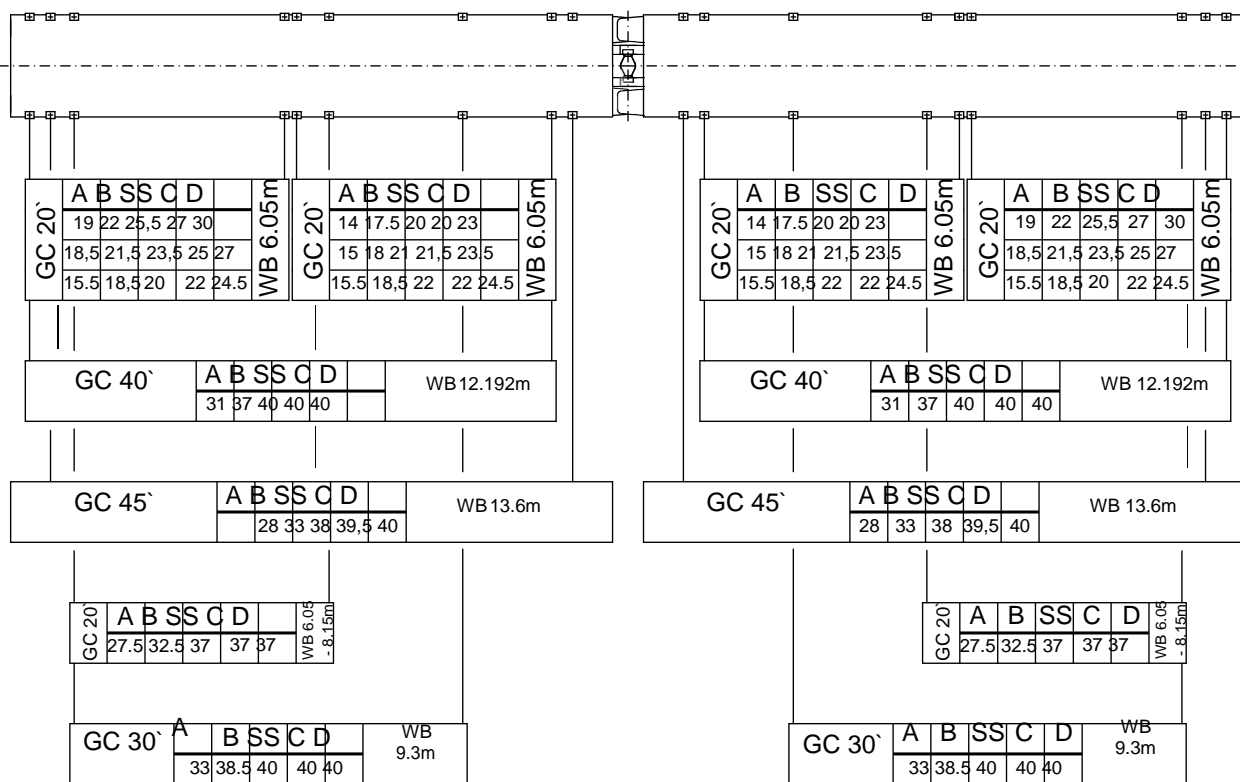 GC 20`
A B SS C D
19 22 25,5 27 30
18,5 21,5 23,5 25 27
15.5 18,5 20 22 24.5
WB 6.05m
GC 20`
A B SS C D
14 17.5 20 20 23
15 18 21 21,5 23.5
15.5 18,5 22 22 24.5
WB 6.05m
GC 20`
A B SS C D
14 17.5 20 20 23
15 18 21 21,5 23.5
15.5 18,5 22 22 24.5
WB 6.05m
GC 20`
A B SS C D
19 22 25,5 27 30
18,5 21,5 23,5 25 27
15.5 18,5 20 22 24.5
WB 6.05m
GC 40`
A B SS C D
31 37 40 40 40
WB 12.192m
GC 40`
A B SS C D
31 37 40 40 40
WB 12.192m
GC 45`
A B SS C D
28 33 38 39,5 40
WB 13.6m
GC 45`
A B SS C D
28 33 38 39,5 40
WB 13.6m
GC 20`
A B SS C D
27.5 32.5 37 37 37
WB 6.05
- 8.15m
GC 20`
A B SS C D
27.5 32.5 37 37 37
WB 6.05
- 8.15m
GC 30`
A B SS C D
33 38.5 40 40 40
WB
9.3m
GC 30`
A B SS C D
33 38.5 40 40 40
WB
9.3m